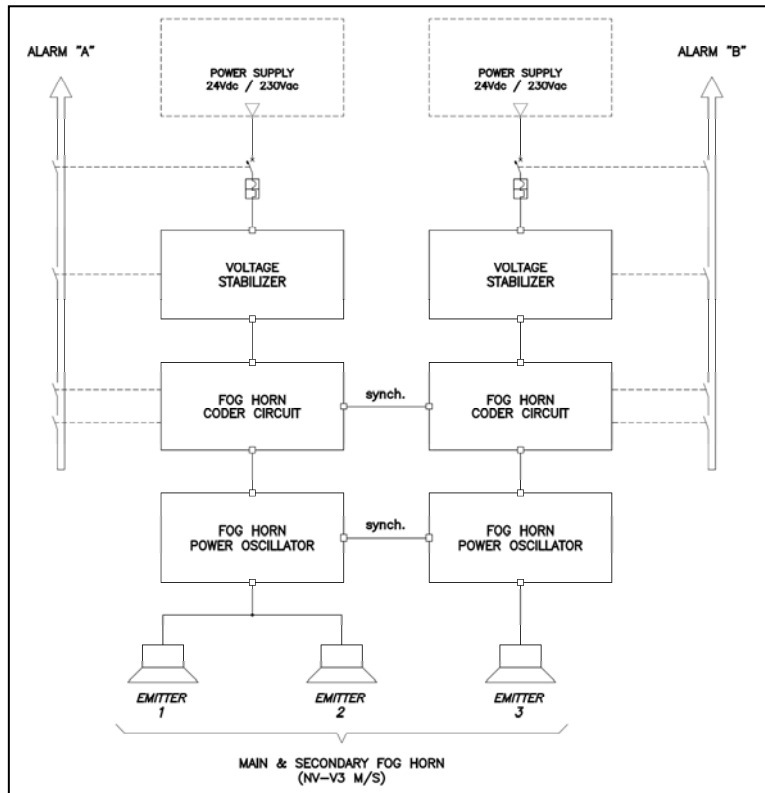 ALARM "A"
POWER SUPPLY
24Vdc / 230Vac
POWER SUPPLY
24Vdc / 230Vac
ALARM "B"
VOLTAGE
STABILIZER
VOLTAGE
STABILIZER
FOG HORN
CODER CIRCUIT
synch.
FOG HORN
CODER CIRCUIT
FOG HORN
POWER OSCILLATOR
synch.
FOG HORN
POWER OSCILLATOR
EMITTER
1
EMITTER
2
EMITTER
3
MAIN & SECONDARY FOG HORN
(NV-V3 M/S)